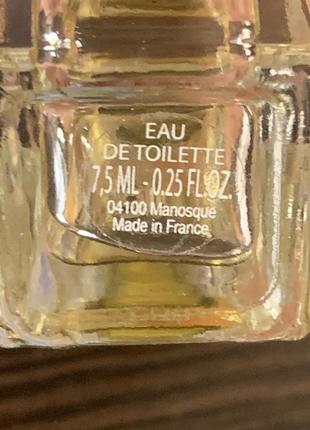 EAU
DE TOILETTE
7,5 ML - 0.25 FL.OZ.
04100 Manosque
Made in France